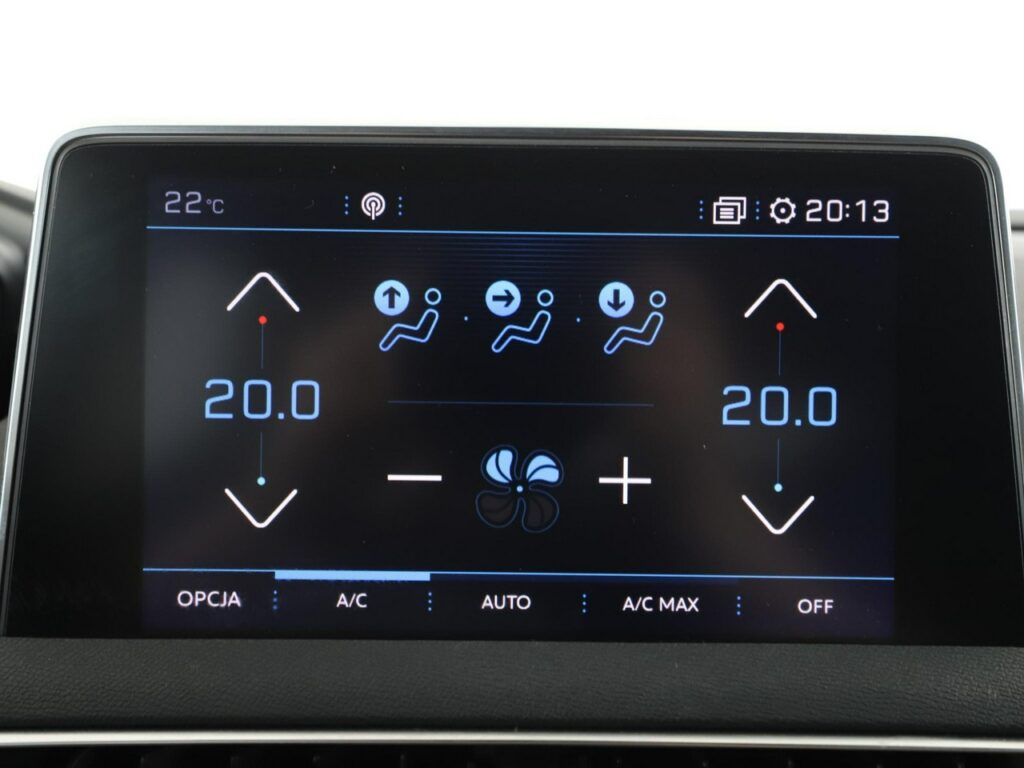 22°C
20:13
20.0
20.0
OPCJA A/C AUTO A/C MAX OFF